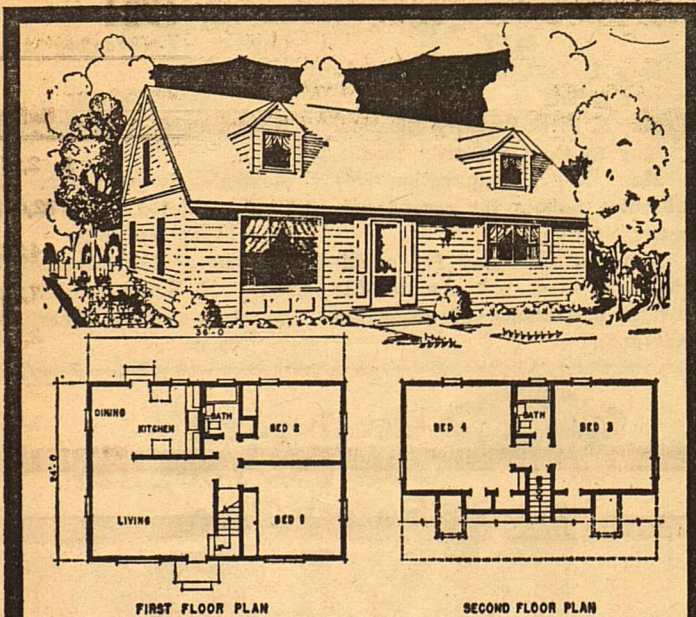 36-0
24-0
DINING
KITCHEN
BATH
BED 2
LIVING
BED 1
BED 4
BATH
BED 3
FIRST FLOOR PLAN
SECOND FLOOR PLAN